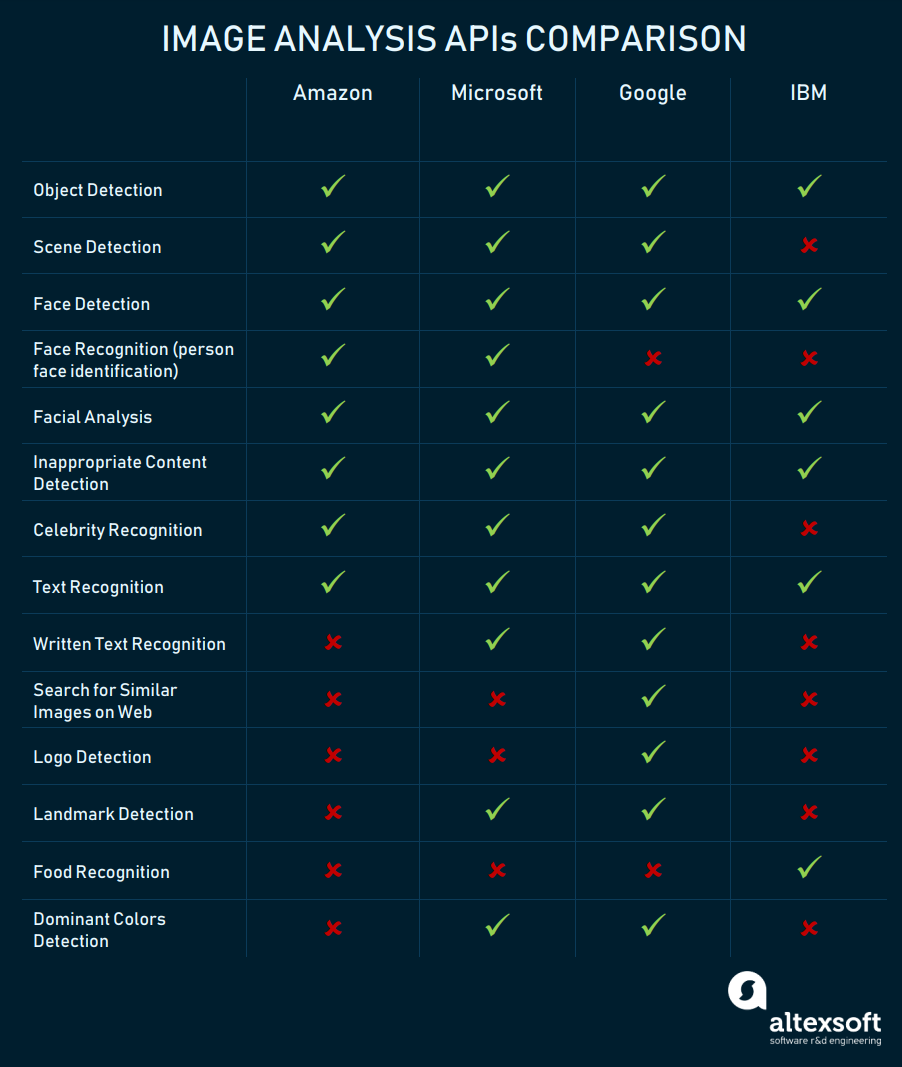 IMAGE ANALYSIS APIs COMPARISON
Amazon Microsoft Google IBM
Object Detection ✓ ✓ ✓ ✓
Scene Detection ✓ ✓ ✓ ✘
Face Detection ✓ ✓ ✓ ✓
Face Recognition (person
face identification) ✓ ✓ ✘ ✘
Facial Analysis ✓ ✓ ✓ ✓
Inappropriate Content
Detection ✓ ✓ ✓ ✓
Celebrity Recognition ✓ ✓ ✓ ✘
Text Recognition ✓ ✓ ✓ ✓
Written Text Recognition ✘ ✓ ✓ ✘
Search for Similar
Images on Web ✘ ✘ ✓ ✘
Logo Detection ✘ ✘ ✓ ✘
Landmark Detection ✘ ✓ ✓ ✘
Food Recognition ✘ ✘ ✘ ✓
Dominant Colors
Detection ✘ ✓ ✓ ✘
altexsoft
software r&d engineering